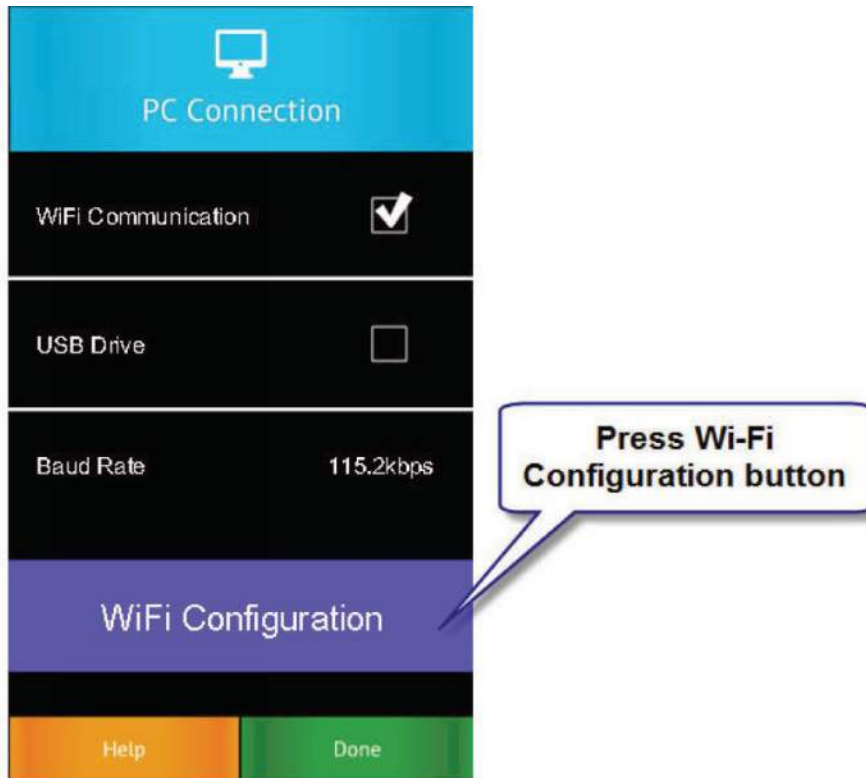 PC Connection
WiFi Communication
USB Drive
Baud Rate 115.2kbps
Press Wi-Fi
Configuration button
WiFi Configuration
Help Done